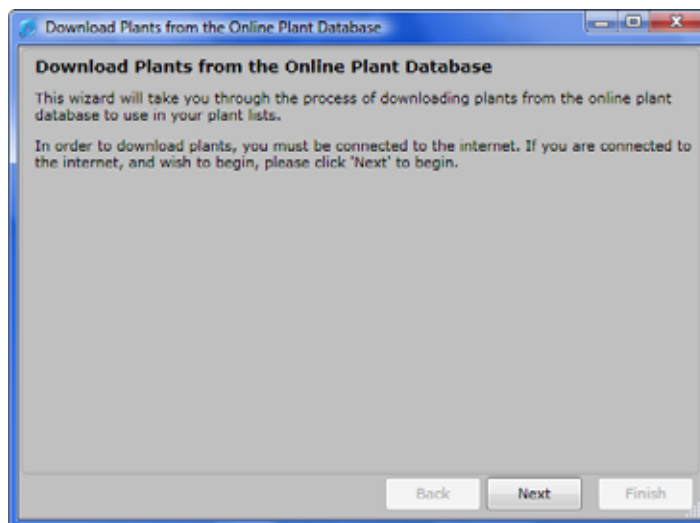 Download Plants from the Online Plant Database
Download Plants from the Online Plant Database
This wizard will take you through the process of downloading plants from the online plant
database to use in your plant lists.
In order to download plants, you must be connected to the internet. If you are connected to
the internet, and wish to begin, please click 'Next' to begin.
Back Next Finish